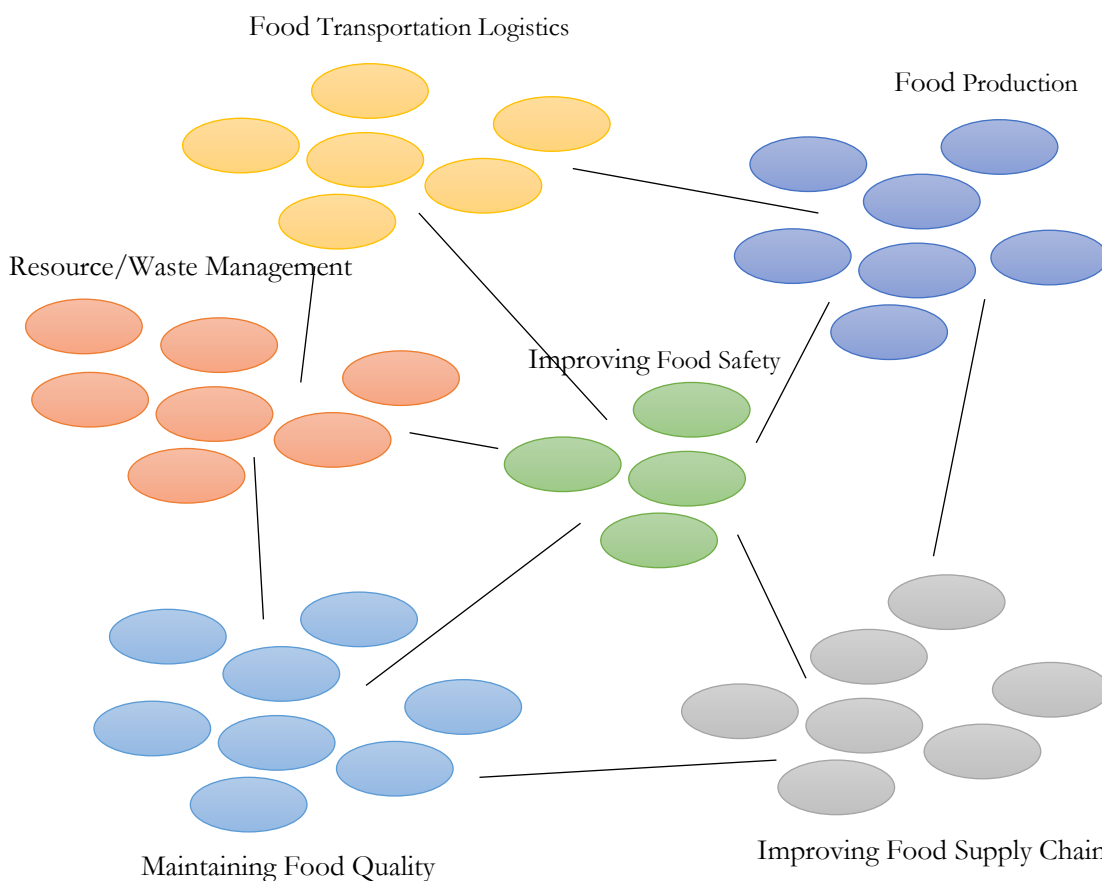 Food Transportation Logistics
Food Production
Resource/Waste Management
Improving Food Safety
Maintaining Food Quality
Improving Food Supply Chain